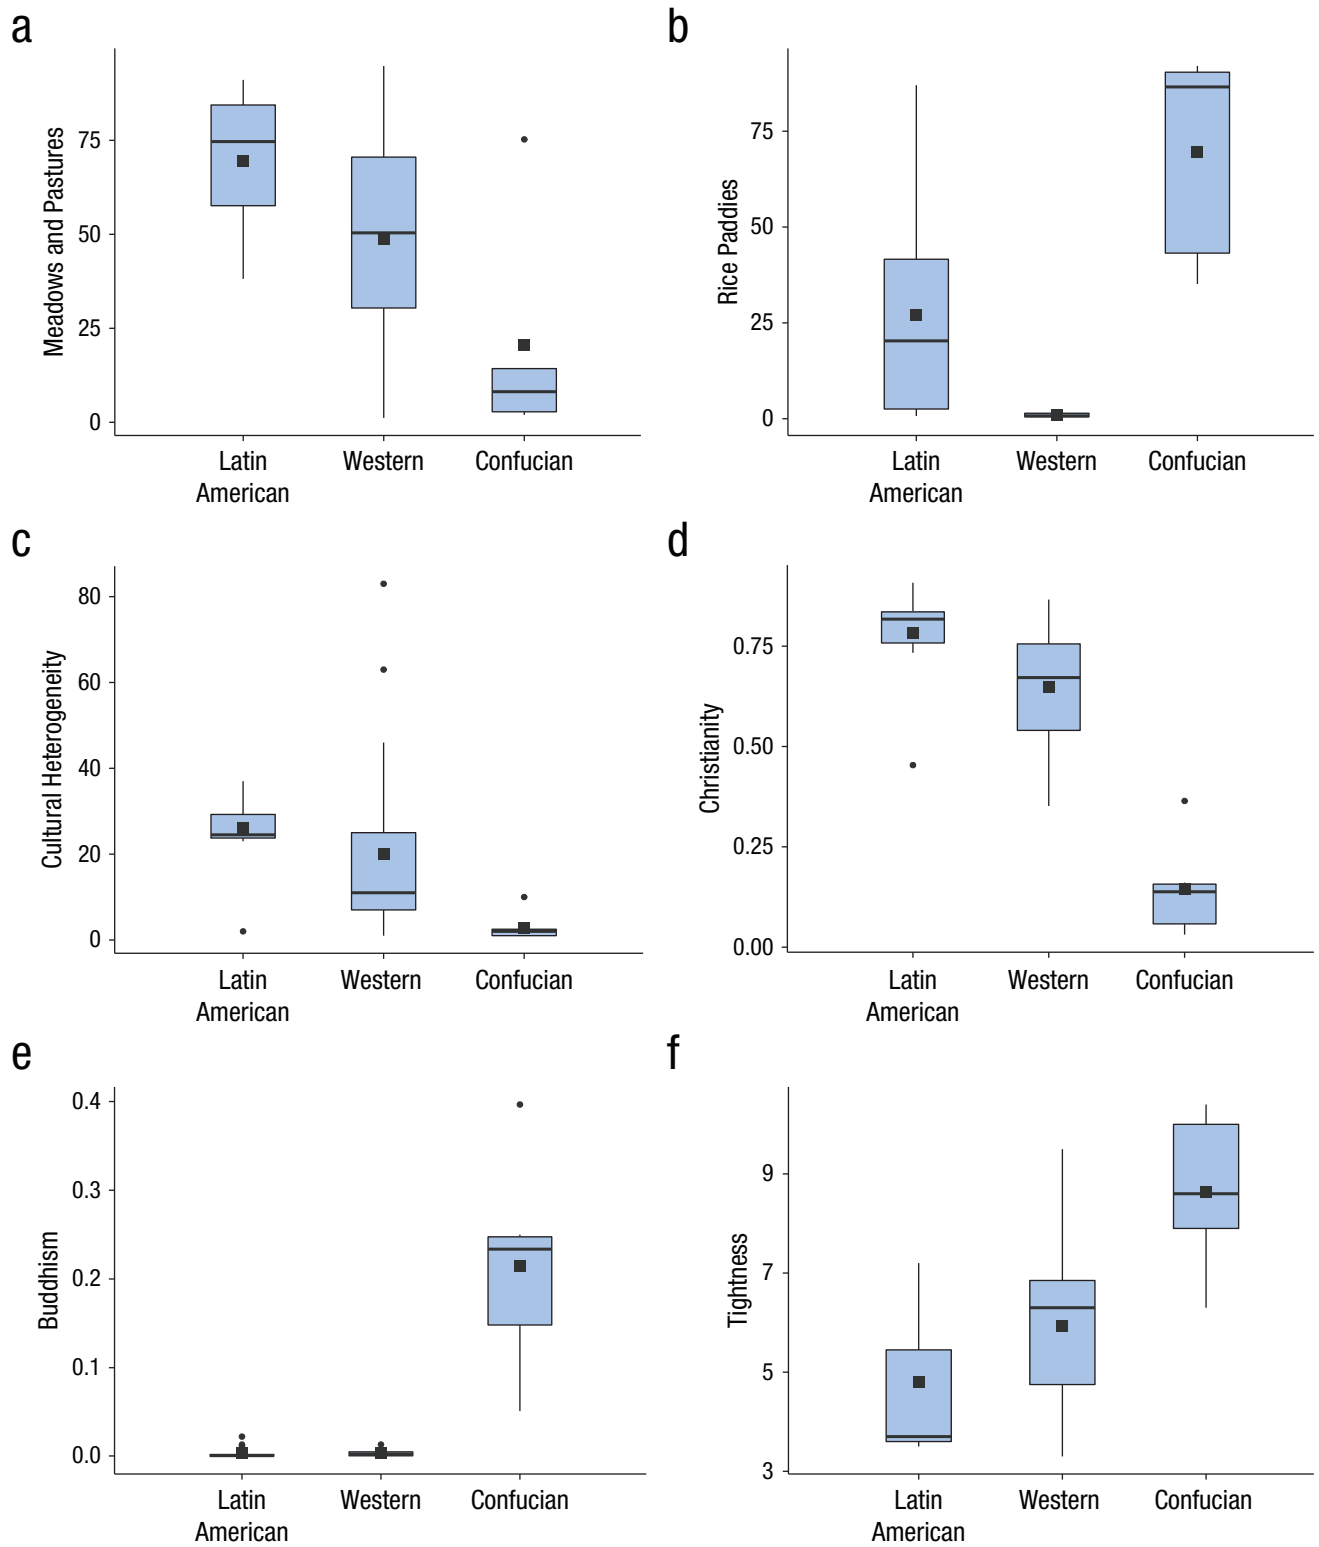 a
Meadows and Pastures
75
50
25
0
Latin
American
Western
Confucian
b
Rice Paddies
75
50
25
0
Latin
American
Western
Confucian
c
Cultural Heterogeneity
80
60
40
20
0
Latin
American
Western
Confucian
d
Christianity
0.75
0.50
0.25
0.00
Latin
American
Western
Confucian
e
Buddhism
0.4
0.3
0.2
0.1
0.0
Latin
American
Western
Confucian
f
Tightness
9
7
5
3
Latin
American
Western
Confucian